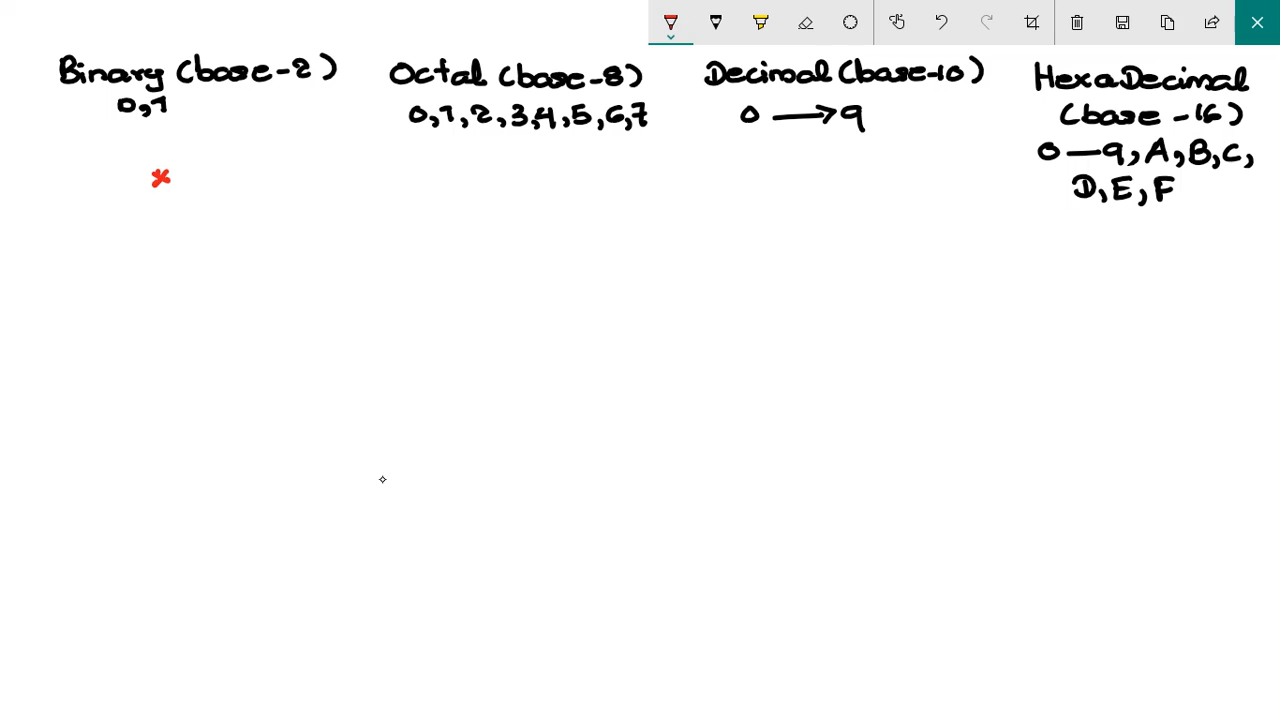 Binary (base-2)
0,1
Octal (base-8)
0,1,2,3,4,5,6,7
Decimal (base-10)
0 → 9
HexaDecimal
(base-16)
0—9,A,B,C,
D,E,F